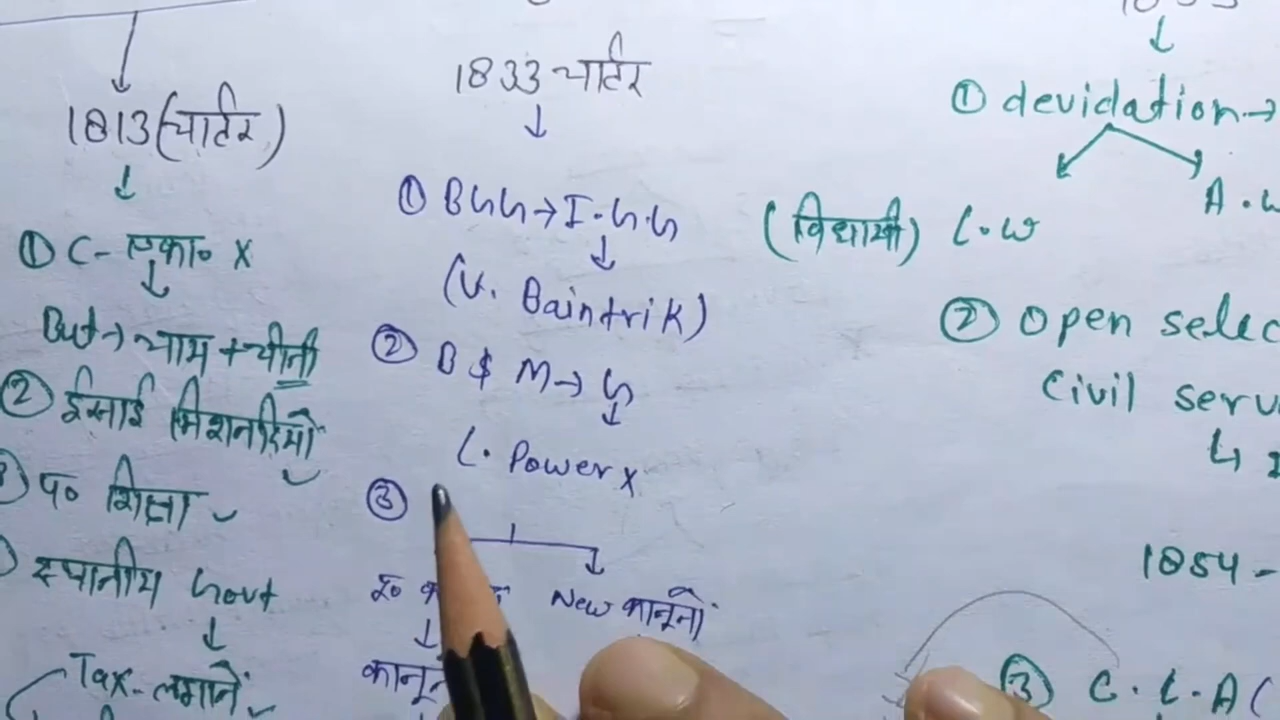 1813 (चार्टर)
↓
① C- एका० X
↓
But → चाय + चीनी
② ईसाई मिशनरियों ✓
प० शिक्षा ✓
स्थानीय Govt
↓
Tax - लगाने ✓
1833 चार्टर
↓
① BGG → I.G.G
↓
(V. Baintrik)
② B $ M → G
↓
L. Power X
③
New कानूनों
↓
① devidation →
(विधायी) L.W
A.
② Open selec
Civil serv
↳
1854 -
③ C.L.A (